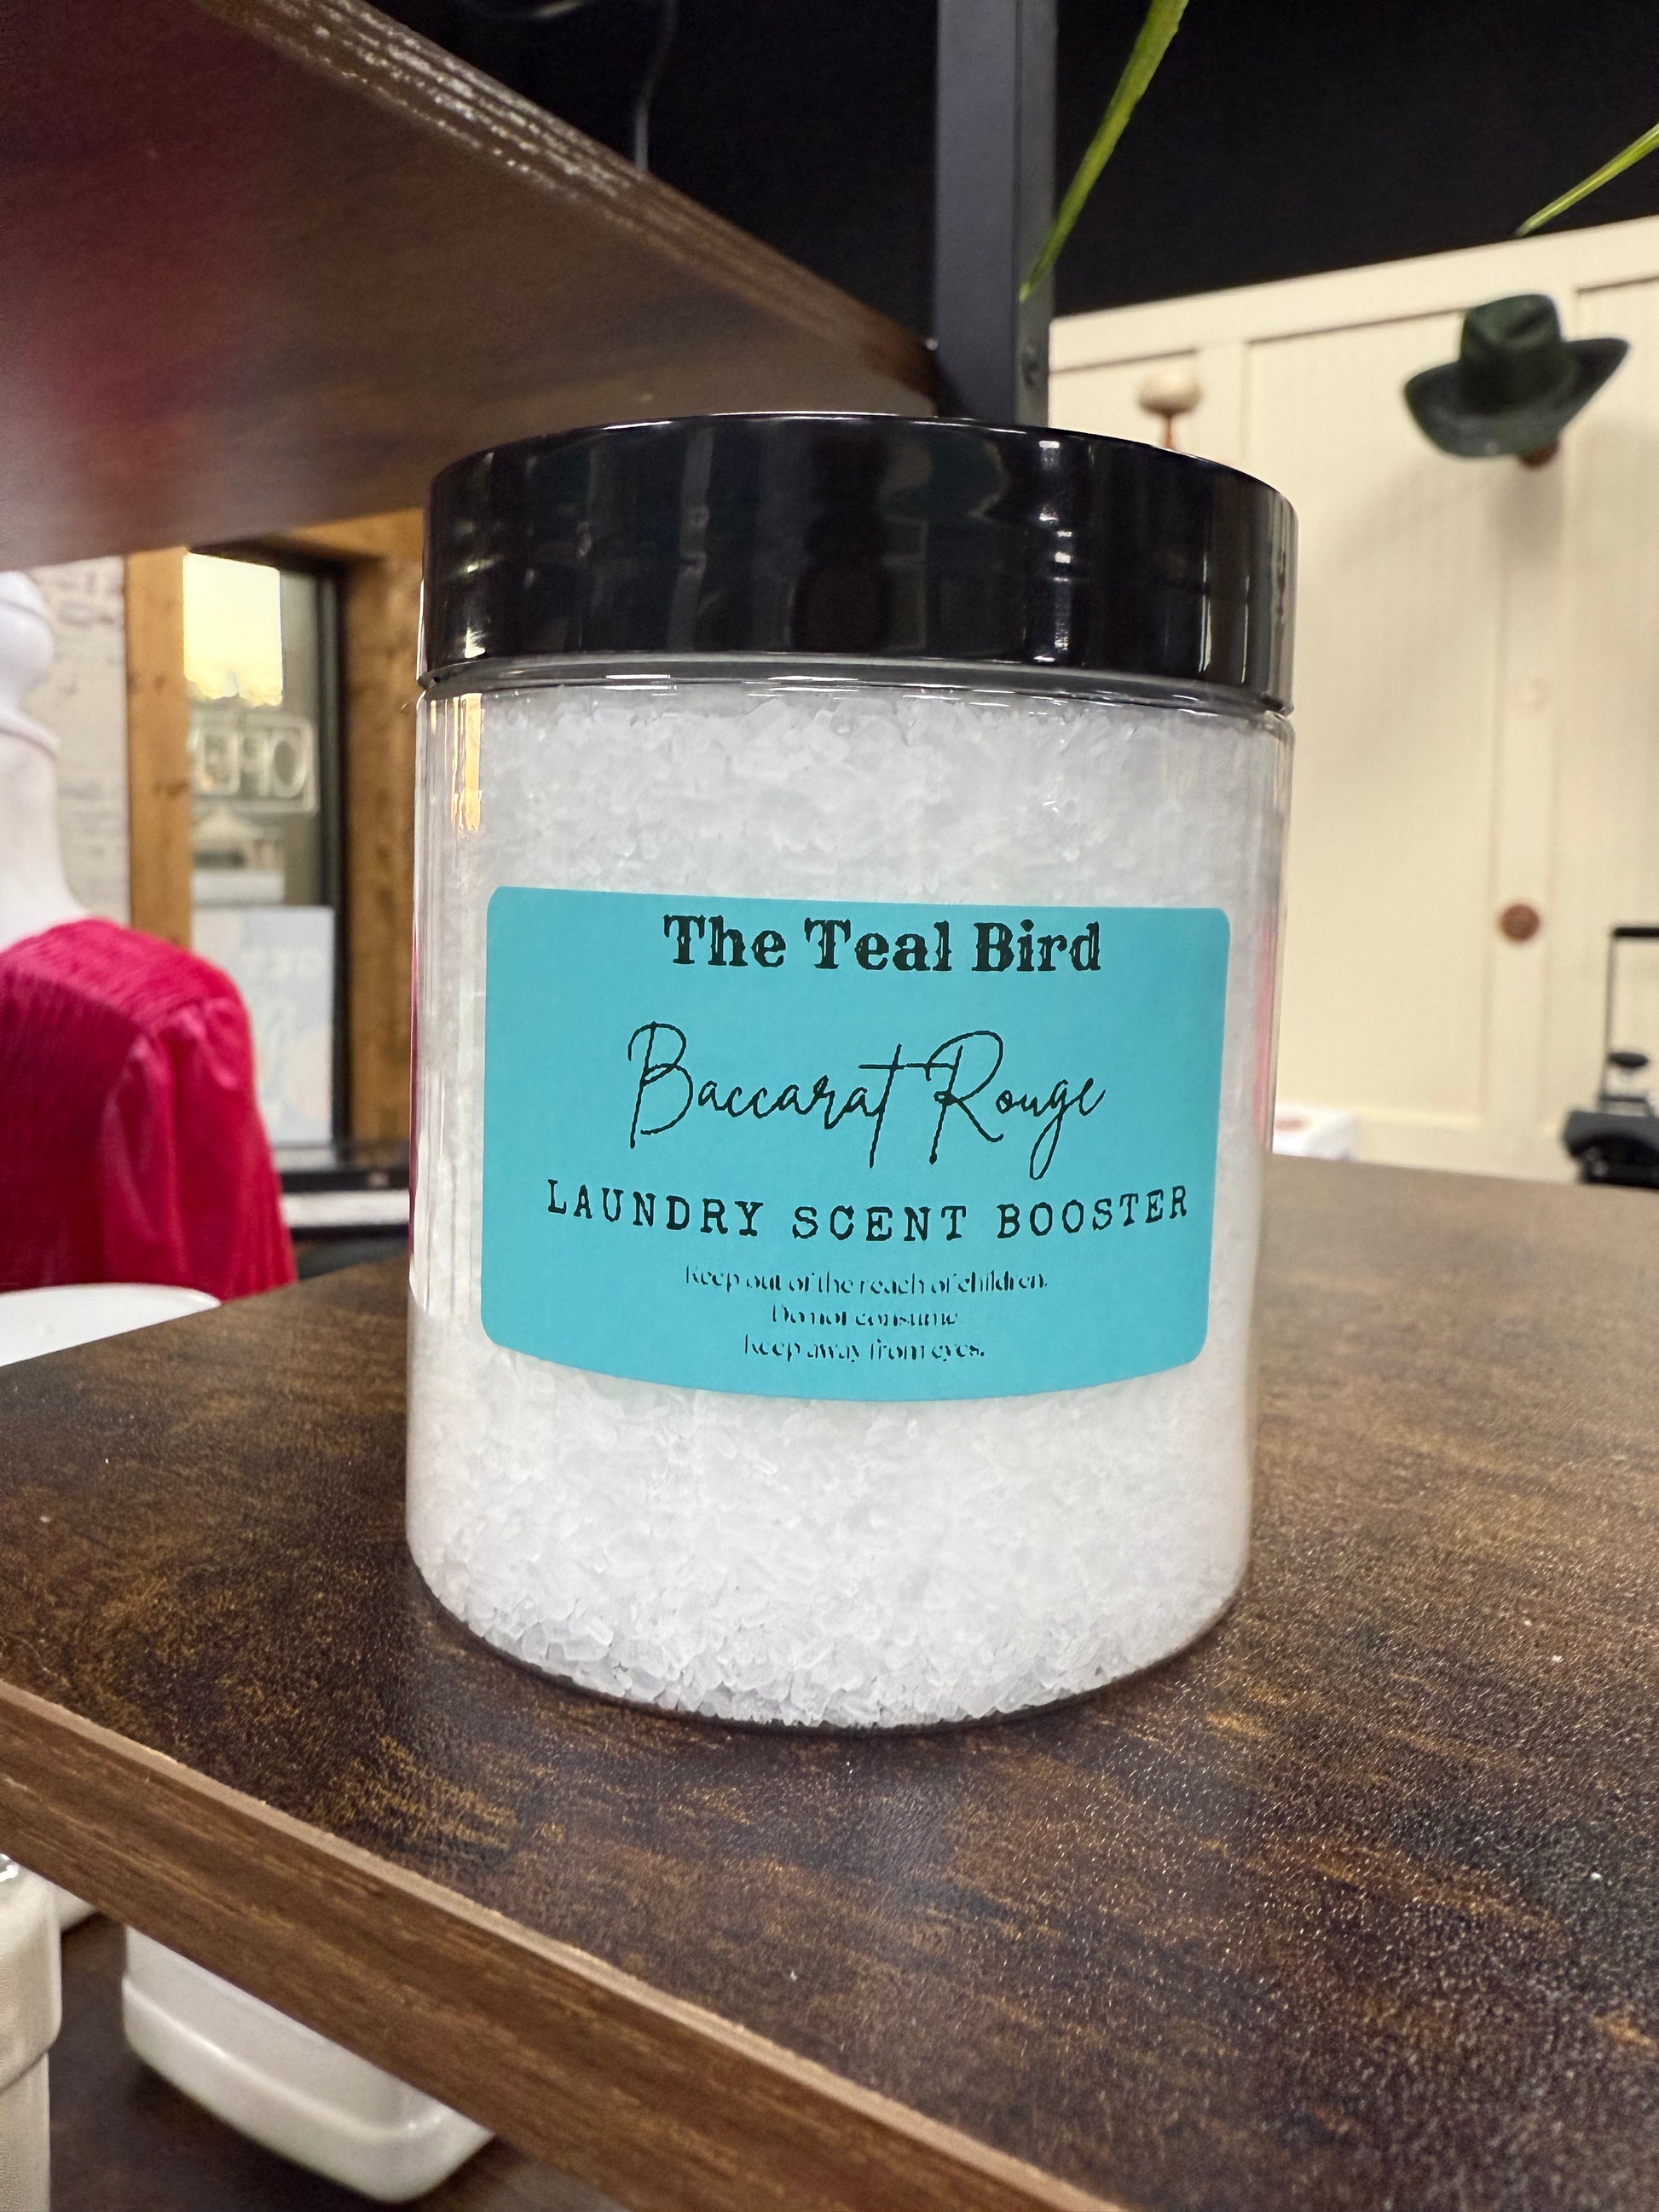 The Teal Bird
Baccarat Rouge
LAUNDRY SCENT BOOSTER
Keep out of the reach of children.
Do not consume
keep away from eyes.